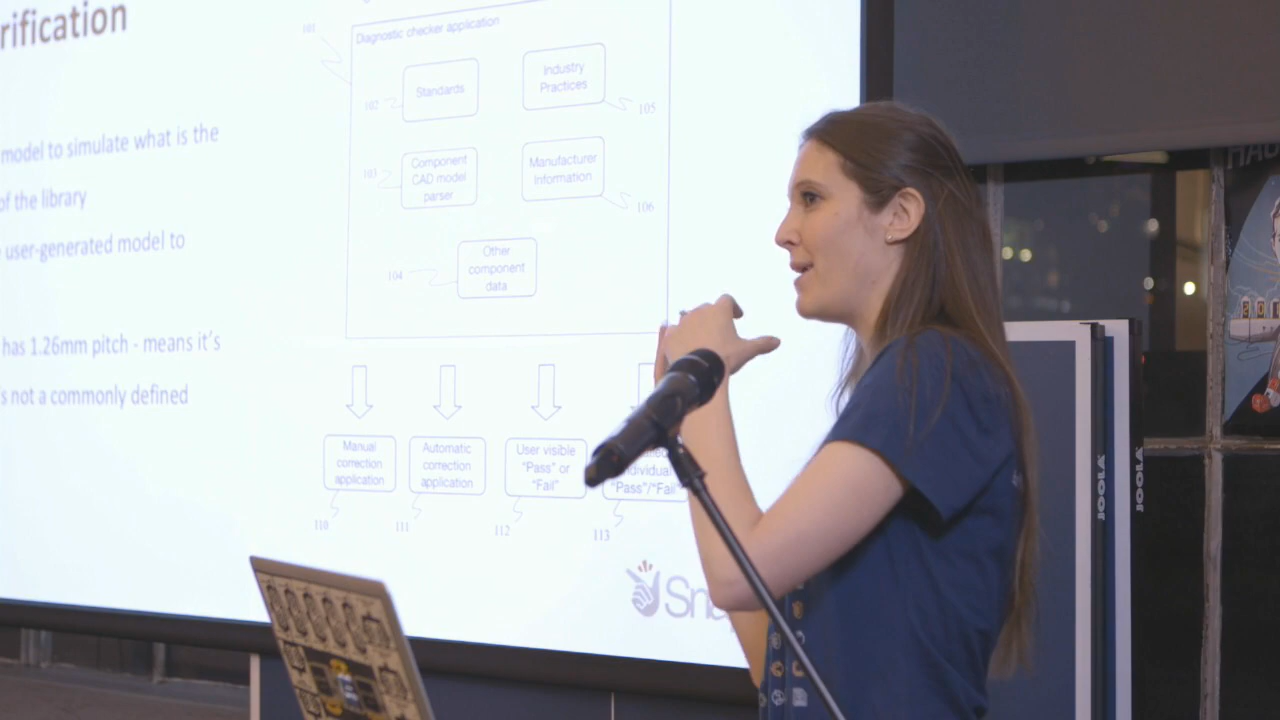 rification
model to simulate what is the
of the library
user-generated model to
has 1.26mm pitch - means it's
's not a commonly defined
101
Diagnostic checker application
Standards
102
Industry
Practices
105
Component
CAD model
parser
103
Manufacturer
Information
106
Other
component
data
104
Manual
correction
application
110
Automatic
correction
application
111
User visible
"Pass" or
"Fail"
112
individual
"Pass"/"Fail"
113
Sn
JOOLA
JOOLA